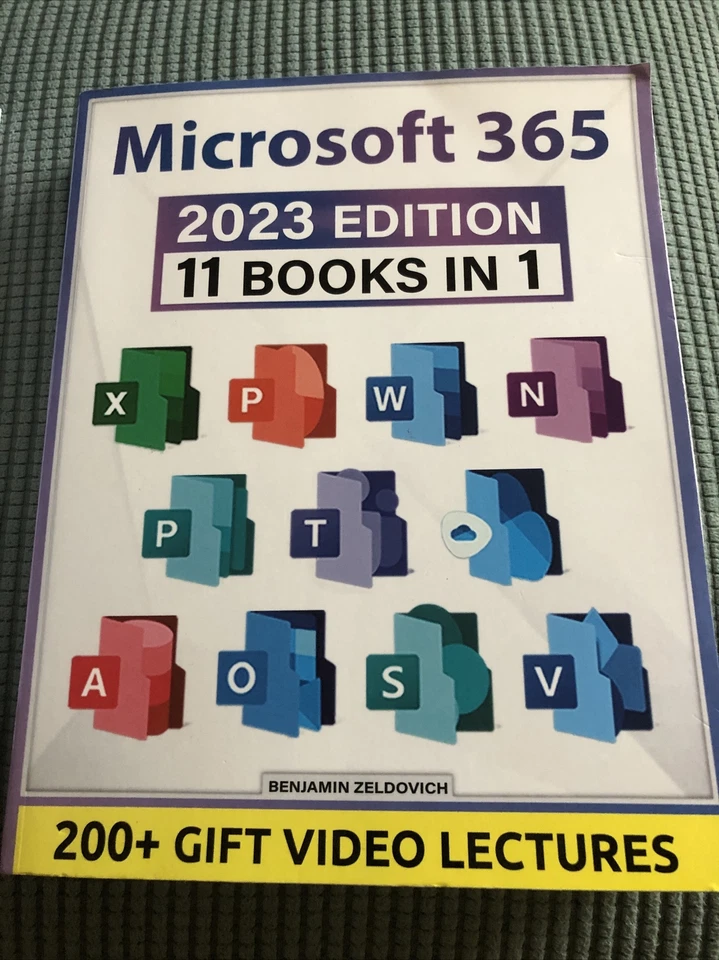 Microsoft 365
2023 EDITION
11 BOOKS IN 1
X P W N
P T
A O S V
BENJAMIN ZELDOVICH
200+ GIFT VIDEO LECTURES